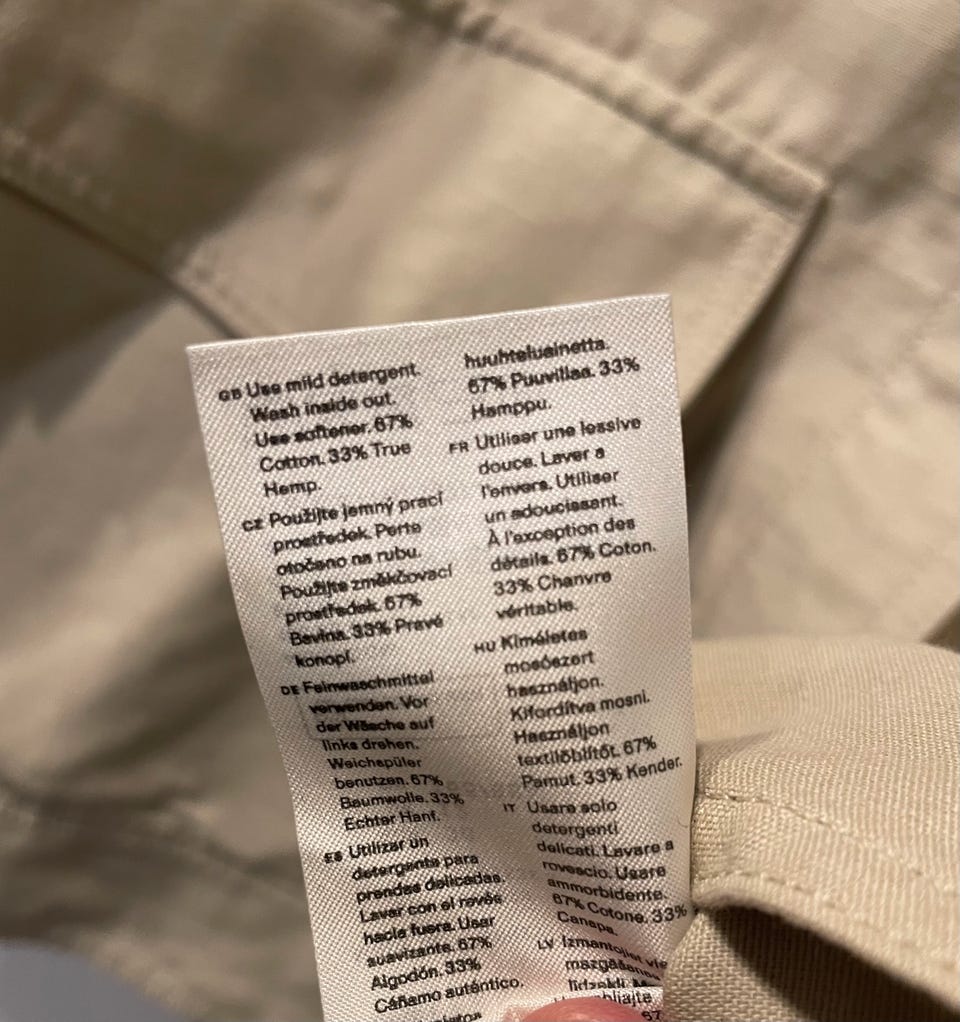 GB Use mild detergent.
Wash inside out.
Use softener. 67%
Cotton. 33% True
Hemp.
CZ Použijte jemný prací
prostředek. Perte
otočeno na rubu.
Použijte změkčovací
prostředek. 67%
Bavlna. 33% Pravé
konopí.
DE Feinwaschmittel
verwenden. Vor
der Wäsche auf
links drehen.
Weichspüler
benutzen. 67%
Baumwolle. 33%
Echter Hanf.
ES Utilizar un
detergente para
prendas delicadas.
Lavar con el revés
hacia fuera. Usar
suavizante. 67%
Algodón. 33%
Cáñamo auténtico.
huuhteluainetta.
67% Puuvillaa. 33%
Hamppu.
FR Utiliser une lessive
douce. Laver à
l'envers. Utiliser
un adoucissant.
À l'exception des
détails. 67% Coton.
33% Chanvre
véritable.
HU Kíméletes
mosószert
használjon.
Kifordítva mosni.
Használjon
textilöblítőt. 67%
Pamut. 33% Kender.
IT Usare solo
detergenti
delicati. Lavare a
rovescio. Usare
ammorbidente.
67% Cotone. 33%
Canapa.
LV Izmantojiet
67